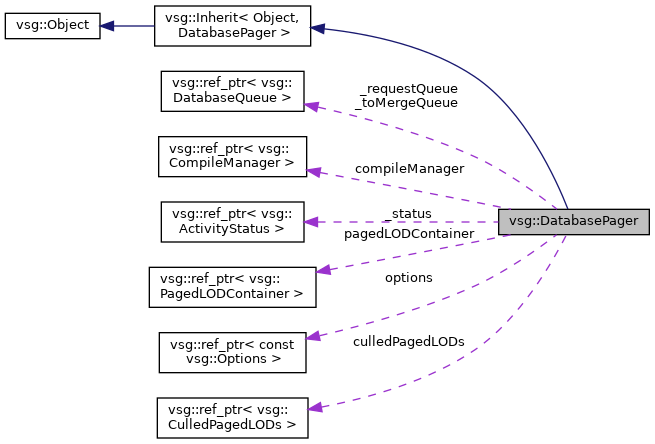 vsg::Object
vsg::Inherit< Object,
DatabasePager >
vsg::ref_ptr< vsg::
DatabaseQueue >
_requestQueue
_toMergeQueue
vsg::ref_ptr< vsg::
CompileManager >
compileManager
vsg::DatabasePager
vsg::ref_ptr< vsg::
ActivityStatus >
_status
pagedLODContainer
vsg::ref_ptr< vsg::
PagedLODContainer >
options
vsg::ref_ptr< const
vsg::Options >
culledPagedLODs
vsg::ref_ptr< vsg::
CulledPagedLODs >